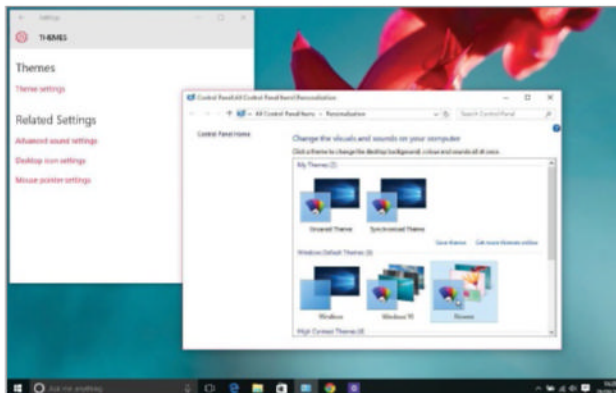 Settings
THEMES
Themes
Theme settings
Related Settings
Advanced sound settings
Desktop icon settings
Mouse pointer settings
Control Panel\All Control Panel Items\Personalisation
All Control Panel Items
Personalisation
Search Control Panel
Control Panel Home
Change the visuals and sounds on your computer
Click a theme to change the desktop background, colour and sounds all at once.
My Themes (2)
Unsaved Theme
Synchronised Theme
Save theme
Get more themes online
Windows Default Themes (3)
Windows
Windows 10
Flowers
High Contrast Themes (4)
Ask me anything